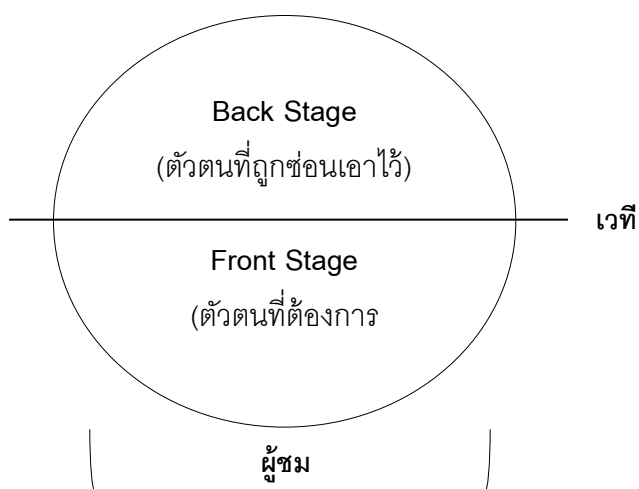 Back Stage
(ตัวตนที่ถูกซ่อนเอาไว้)
เวที
Front Stage
(ตัวตนที่ต้องการ
ผู้ชม